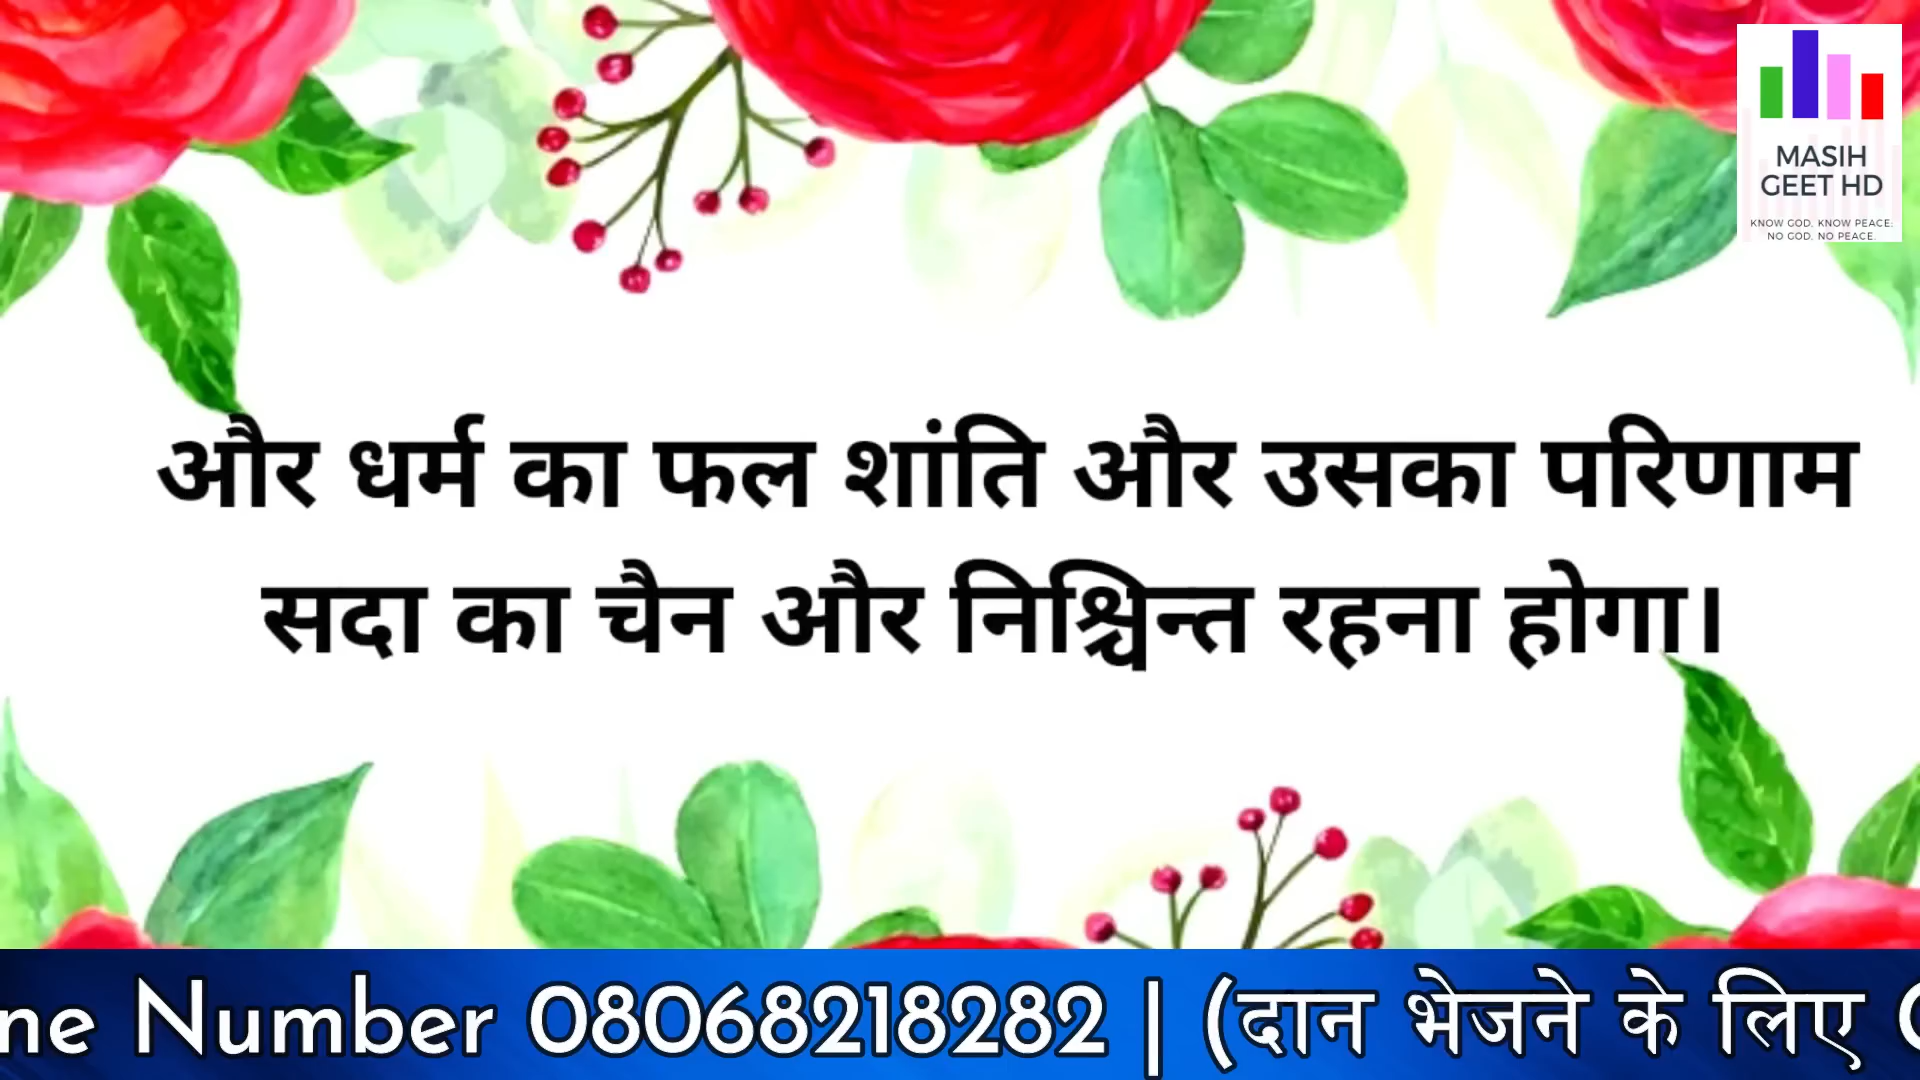 MASIH
GEET HD
KNOW GOD, KNOW PEACE;
NO GOD, NO PEACE.
और धर्म का फल शांति और उसका परिणाम
सदा का चैन और निश्चिन्त रहना होगा।
ne Number 08068218282 | (दान भेजने के लिए